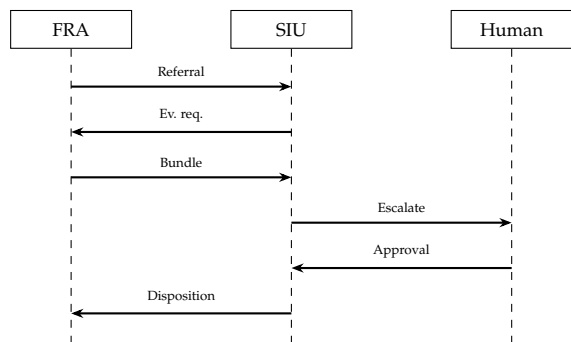 FRA
SIU
Human
Referral
Ev. req.
Bundle
Escalate
Approval
Disposition